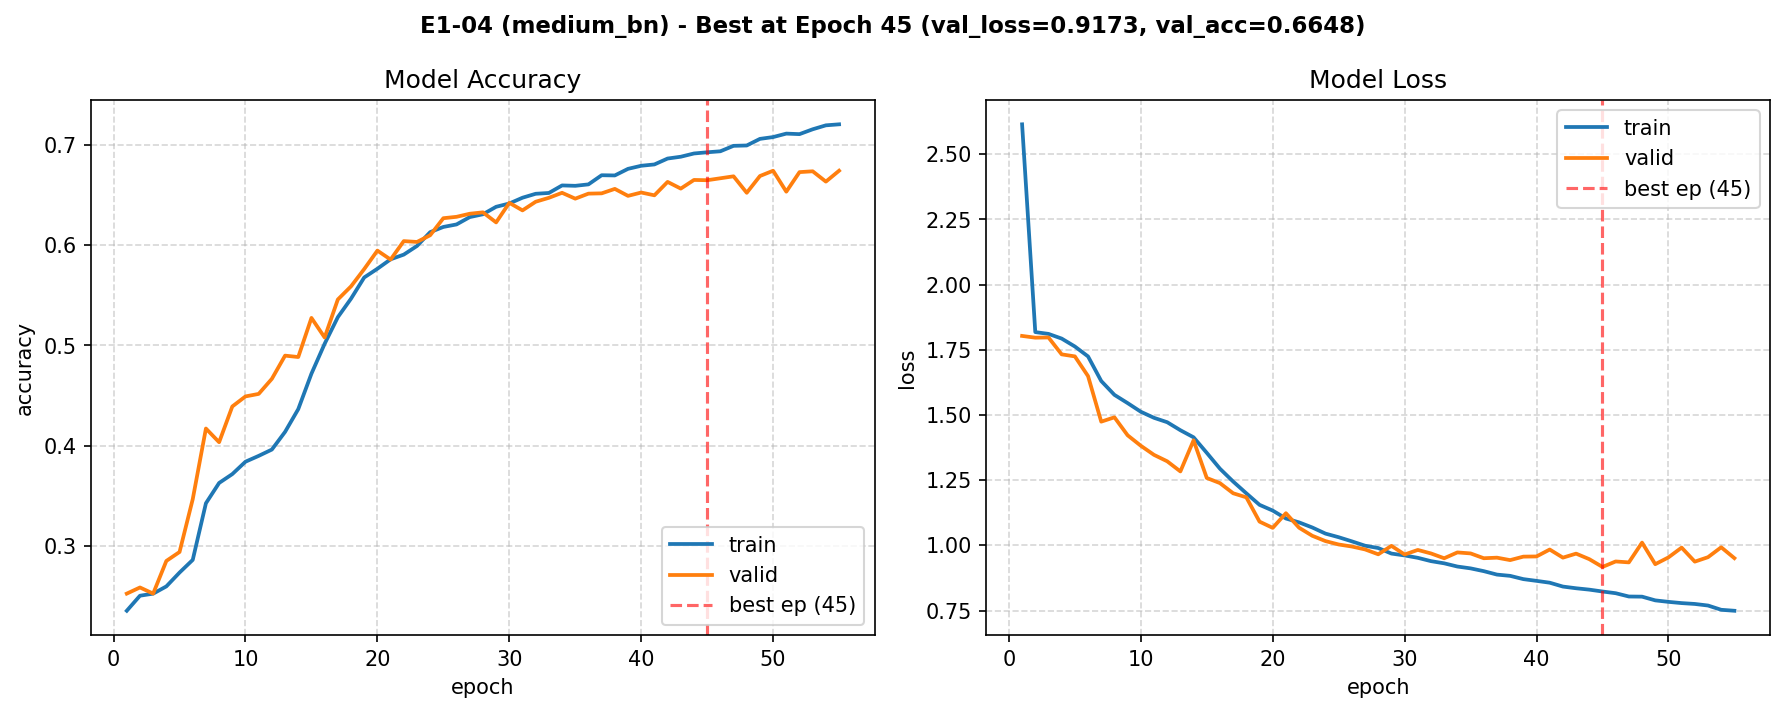 E1-04 (medium_bn) - Best at Epoch 45 (val_loss=0.9173, val_acc=0.6648)
Model Accuracy
accuracy
0.7
0.6
0.5
0.4
0.3
0
10
20
30
40
50
epoch
train
valid
best ep (45)
Model Loss
loss
2.50
2.25
2.00
1.75
1.50
1.25
1.00
0.75
0
10
20
30
40
50
epoch
train
valid
best ep (45)